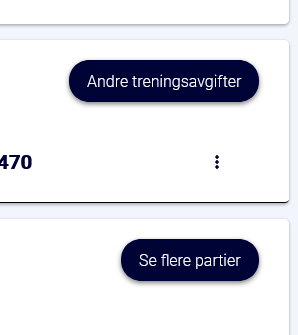 Andre treningsavgifter
470
Se flere partier